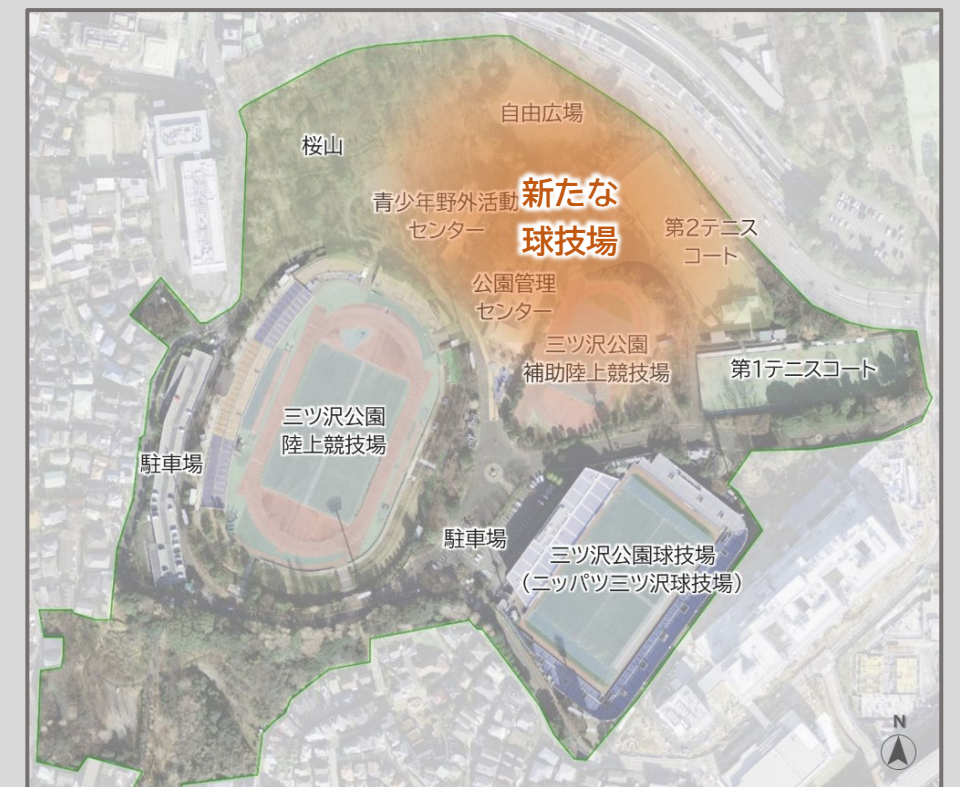 自由広場
桜山
青少年野外活動
センター
新たな
球技場
第2テニス
コート
公園管理
センター
三ツ沢公園
補助陸上競技場
第1テニスコート
三ツ沢公園
陸上競技場
駐車場
駐車場
三ツ沢公園球技場
(ニッパツ三ツ沢球技場)
N